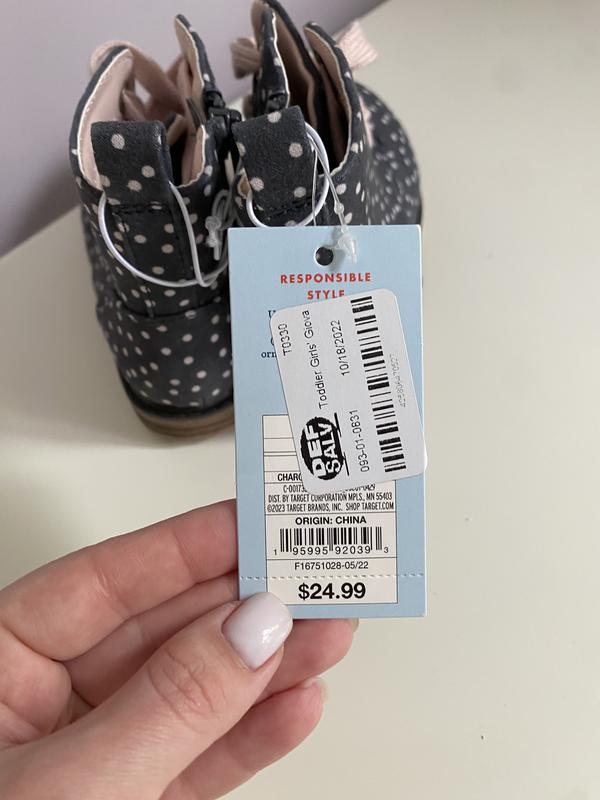 RESPONSIBLE
STYLE
T0330
Toddler Girls' Giova
10/18/2022
DEF
SALV
093-01-0631
CHARC
DIST. BY TARGET CORPORATION MPLS., MN 55403
©2023 TARGET BRANDS, INC. SHOP TARGET.COM
ORIGIN: CHINA
1 95995 92039 3
F16751028-05/22
$24.99